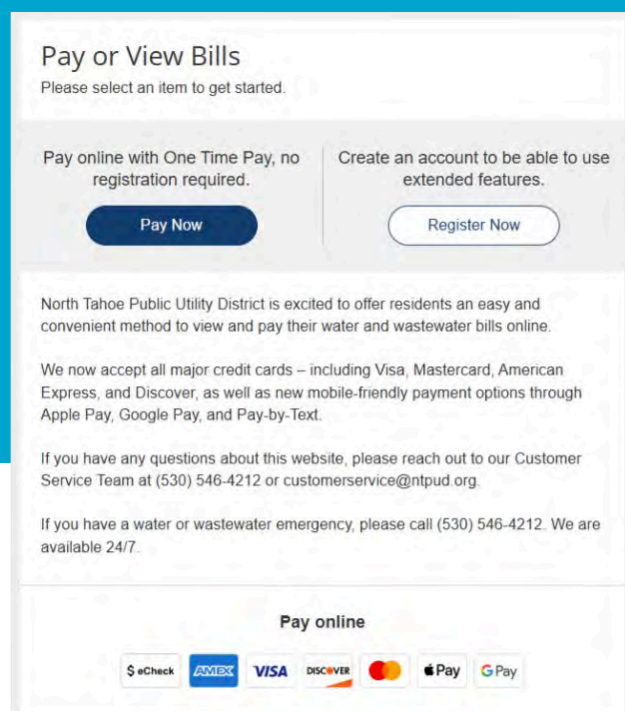 Pay or View Bills
Please select an item to get started.
Pay online with One Time Pay, no
registration required.
Pay Now
Create an account to be able to use
extended features.
Register Now
North Tahoe Public Utility District is excited to offer residents an easy and
convenient method to view and pay their water and wastewater bills online.
We now accept all major credit cards – including Visa, Mastercard, American
Express, and Discover, as well as new mobile-friendly payment options through
Apple Pay, Google Pay, and Pay-by-Text.
If you have any questions about this website, please reach out to our Customer
Service Team at (530) 546-4212 or customerservice@ntpud.org.
If you have a water or wastewater emergency, please call (530) 546-4212. We are
available 24/7.
Pay online
$ eCheck AMEX VISA DISCOVER Pay G Pay